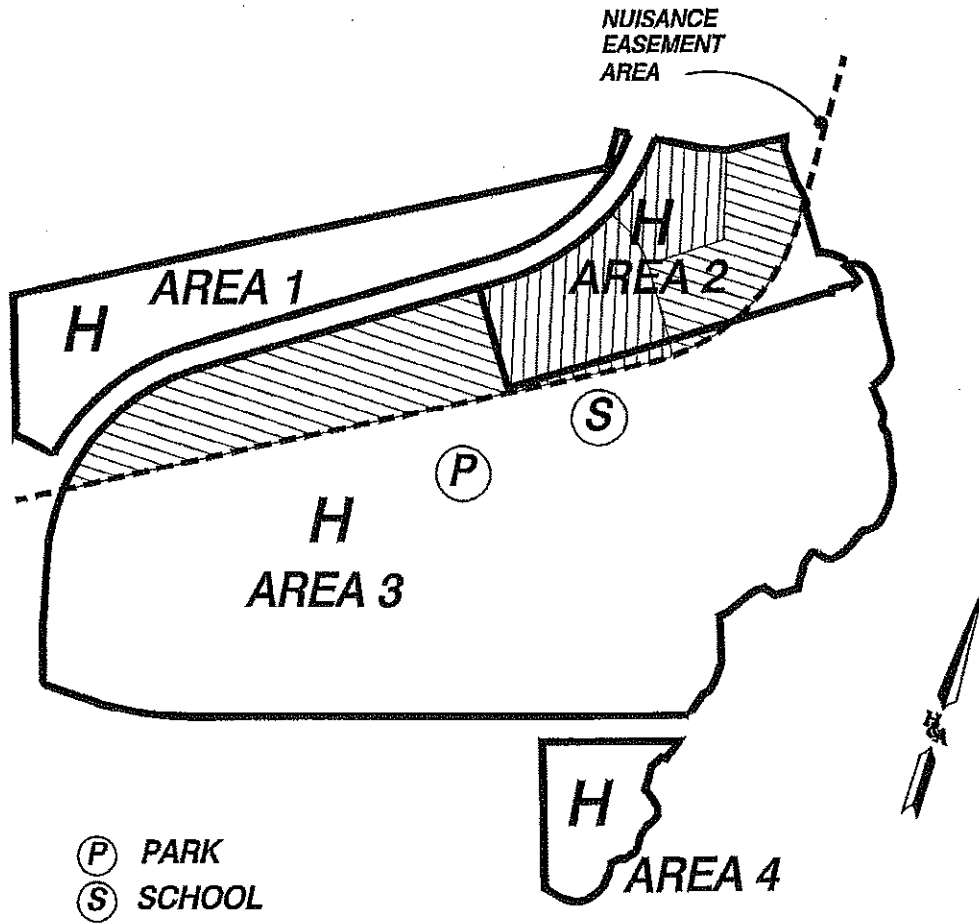 NUISANCE
EASEMENT
AREA
H
AREA 1
H
AREA 2
S
P
H
AREA 3
H
AREA 4
P PARK
S SCHOOL